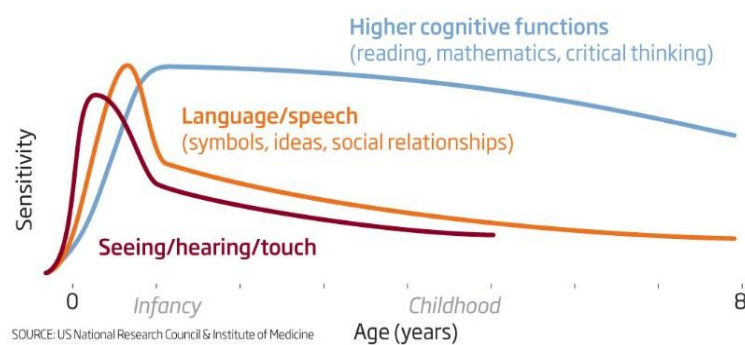 Higher cognitive functions
(reading, mathematics, critical thinking)
Language/speech
(symbols, ideas, social relationships)
Sensitivity
Seeing/hearing/touch
0
8
Infancy
Childhood
SOURCE: US National Research Council & Institute of Medicine
Age (years)